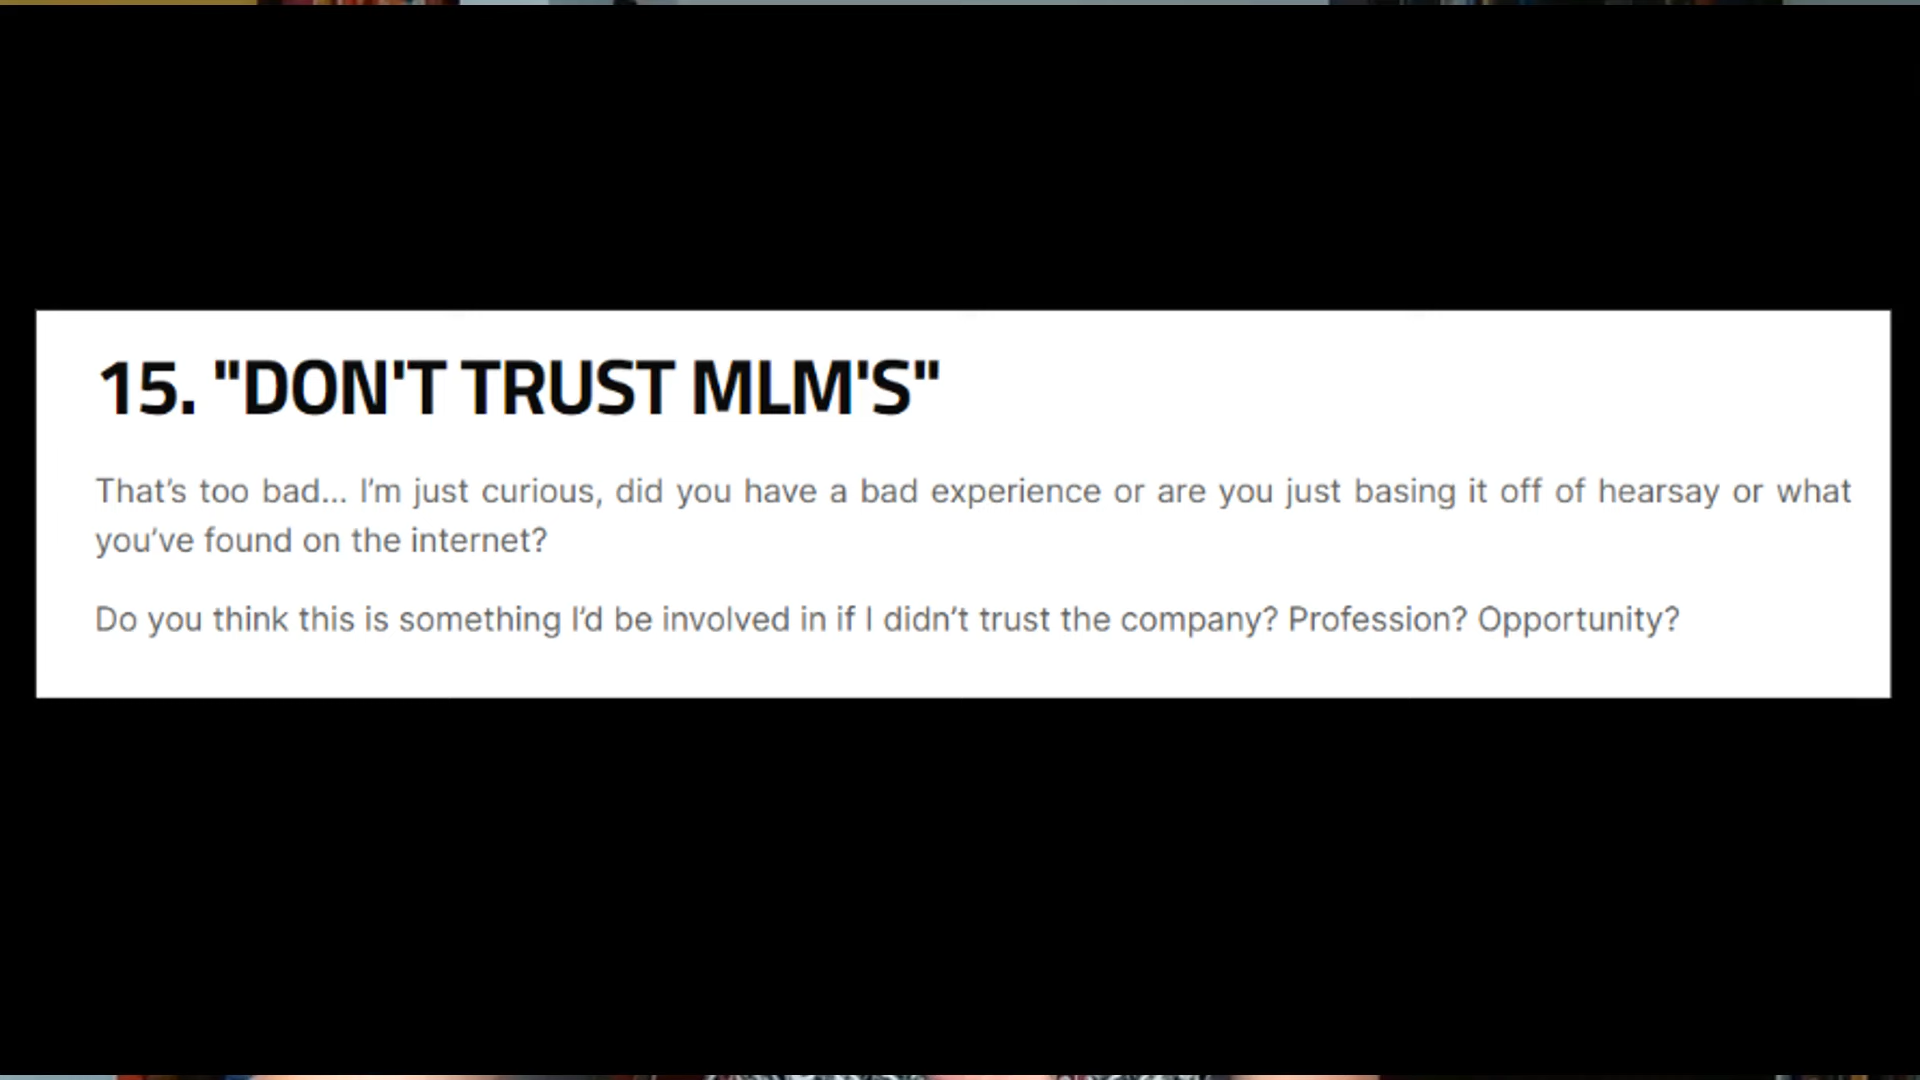 15. "DON'T TRUST MLM'S"
That’s too bad... I’m just curious, did you have a bad experience or are you just basing it off of hearsay or what
you’ve found on the internet?
Do you think this is something I’d be involved in if I didn’t trust the company? Profession? Opportunity?